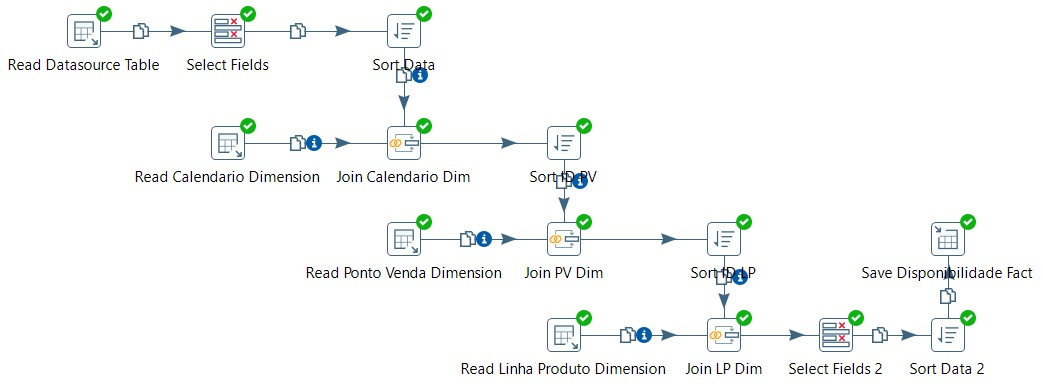 Read Datasource Table
Select Fields
Sort Data
Read Calendario Dimension
Join Calendario Dim
Sort ID PV
Read Ponto Venda Dimension
Join PV Dim
Sort ID LP
Save Disponibilidade Fact
Read Linha Produto Dimension
Join LP Dim
Select Fields 2
Sort Data 2